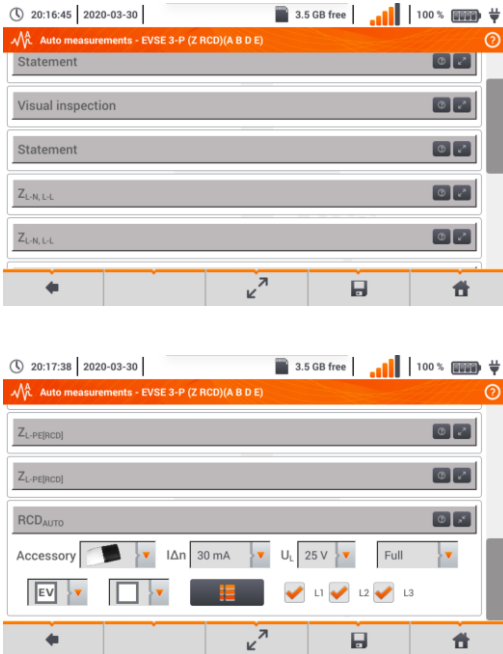 20:16:45 2020-03-30 3.5 GB free 100 %
Auto measurements - EVSE 3-P (Z RCD)(A B D E) ?
Statement
Visual inspection
Statement
ZL-N, L-L
ZL-N, L-L
20:17:38 2020-03-30 3.5 GB free 100 %
Auto measurements - EVSE 3-P (Z RCD)(A B D E) ?
ZL-PE[RCD]
ZL-PE[RCD]
RCDAUTO
Accessory IΔn 30 mA UL 25 V Full
EV L1 L2 L3